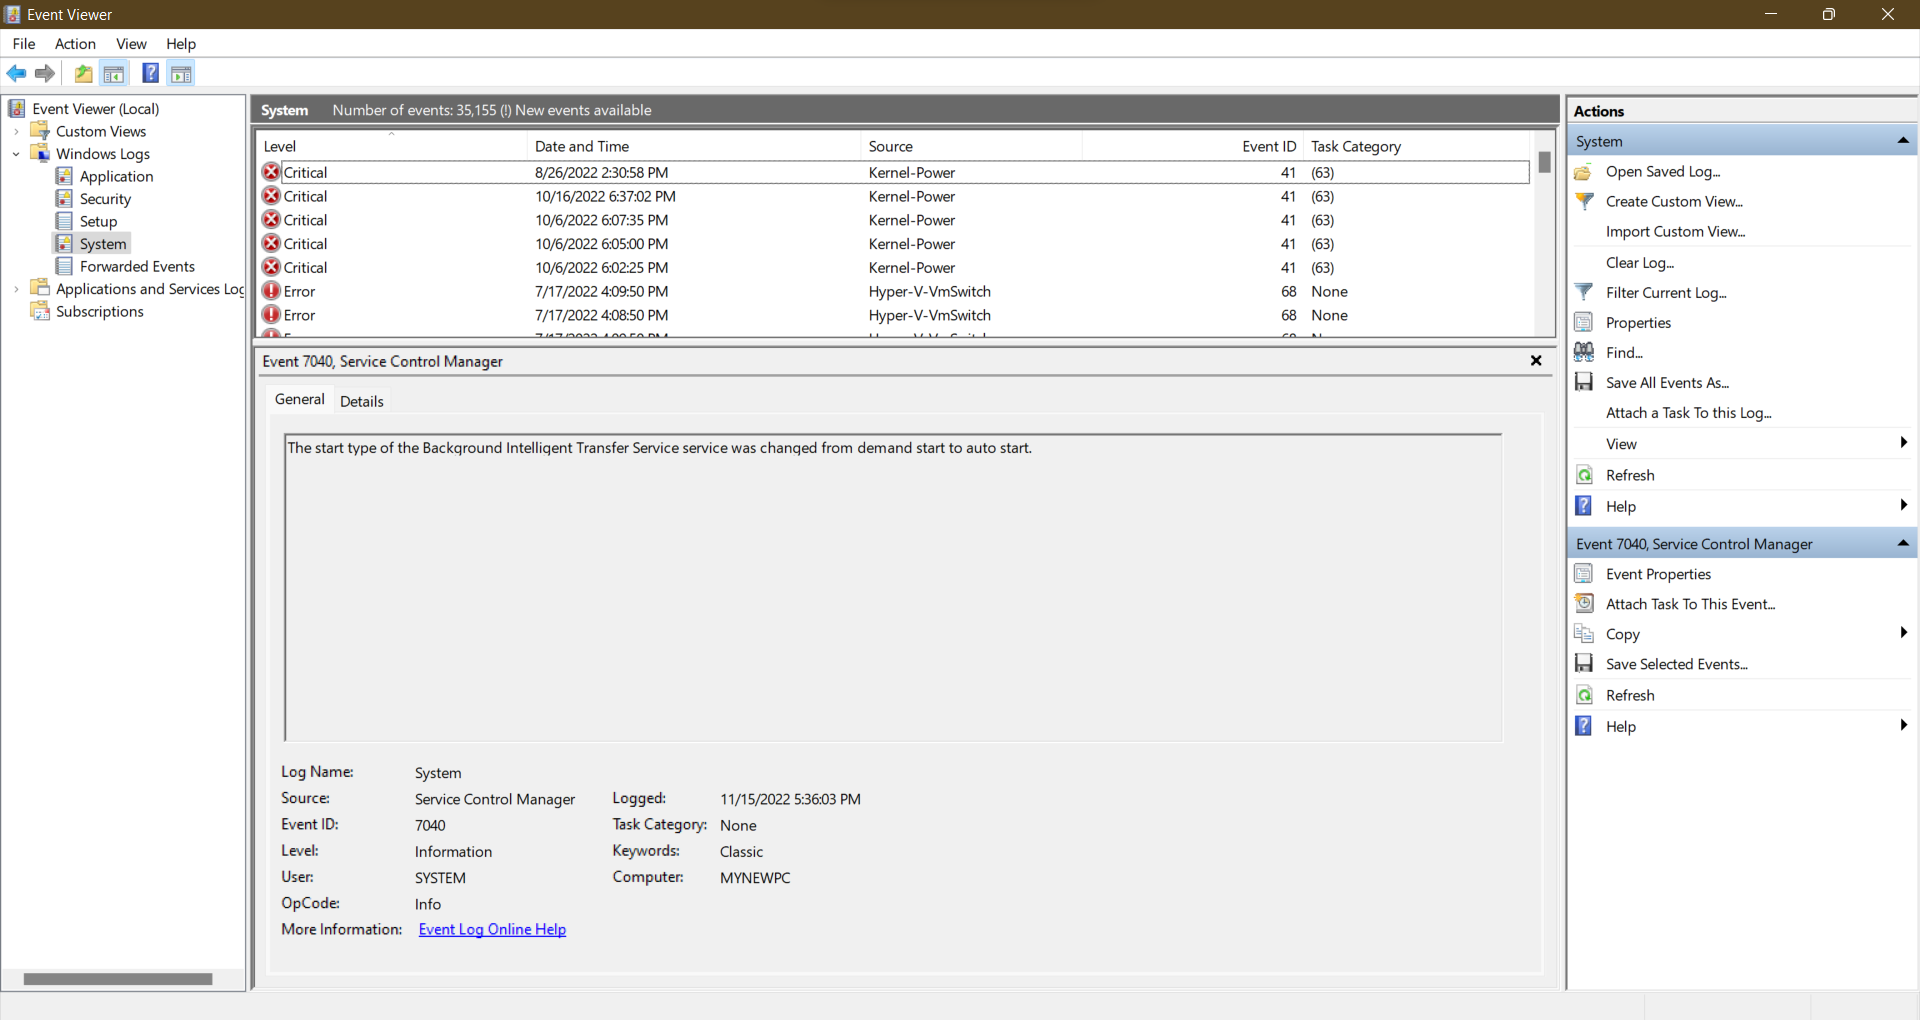 Event Viewer
File Action View Help
Event Viewer (Local)
Custom Views
Windows Logs
Application
Security
Setup
System
Forwarded Events
Applications and Services Log
Subscriptions
System Number of events: 35,155 (!) New events available
Level Date and Time Source Event ID Task Category
Critical 8/26/2022 2:30:58 PM Kernel-Power 41 (63)
Critical 10/16/2022 6:37:02 PM Kernel-Power 41 (63)
Critical 10/6/2022 6:07:35 PM Kernel-Power 41 (63)
Critical 10/6/2022 6:05:00 PM Kernel-Power 41 (63)
Critical 10/6/2022 6:02:25 PM Kernel-Power 41 (63)
Error 7/17/2022 4:09:50 PM Hyper-V-VmSwitch 68 None
Error 7/17/2022 4:08:50 PM Hyper-V-VmSwitch 68 None
Event 7040, Service Control Manager
General Details
The start type of the Background Intelligent Transfer Service service was changed from demand start to auto start.
Log Name: System
Source: Service Control Manager Logged: 11/15/2022 5:36:03 PM
Event ID: 7040 Task Category: None
Level: Information Keywords: Classic
User: SYSTEM Computer: MYNEWPC
OpCode: Info
More Information: Event Log Online Help
Actions
System
Open Saved Log...
Create Custom View...
Import Custom View...
Clear Log...
Filter Current Log...
Properties
Find...
Save All Events As...
Attach a Task To this Log...
View
Refresh
Help
Event 7040, Service Control Manager
Event Properties
Attach Task To This Event...
Copy
Save Selected Events...
Refresh
Help